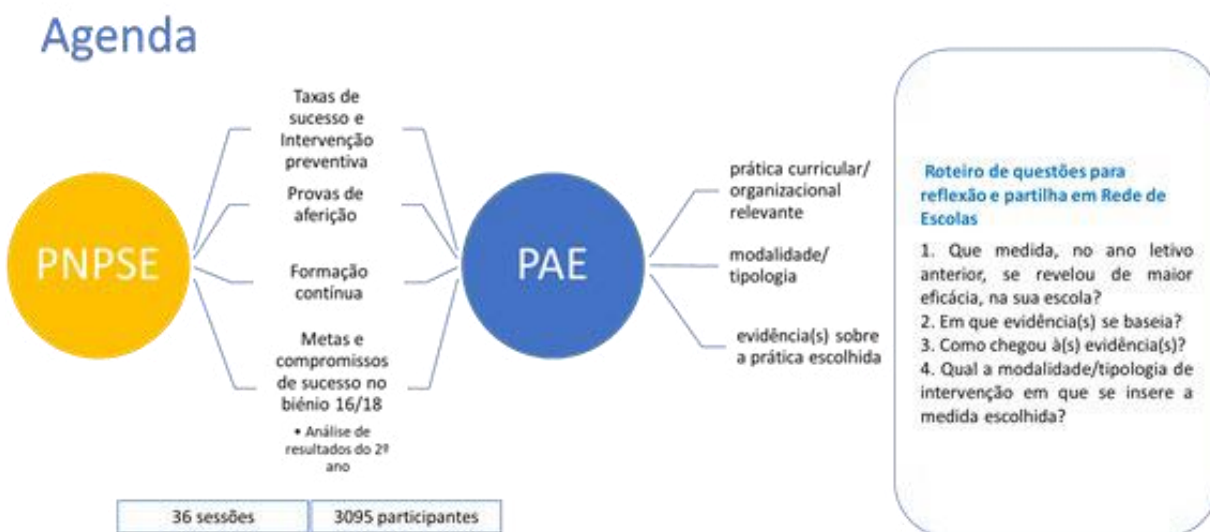 Agenda
PNPSE
Taxas de
sucesso e
Intervenção
preventiva
Provas de
aferição
Formação
contínua
Metas e
compromissos
de sucesso no
biénio 16/18
• Análise de
resultados do 2º
ano
PAE
prática curricular/
organizacional
relevante
modalidade/
tipologia
evidência(s) sobre
a prática escolhida
Roteiro de questões para
reflexão e partilha em Rede de
Escolas
1. Que medida, no ano letivo
anterior, se revelou de maior
eficácia, na sua escola?
2. Em que evidência(s) se baseia?
3. Como chegou à(s) evidência(s)?
4. Qual a modalidade/tipologia de
intervenção em que se insere a
medida escolhida?
36 sessões
3095 participantes